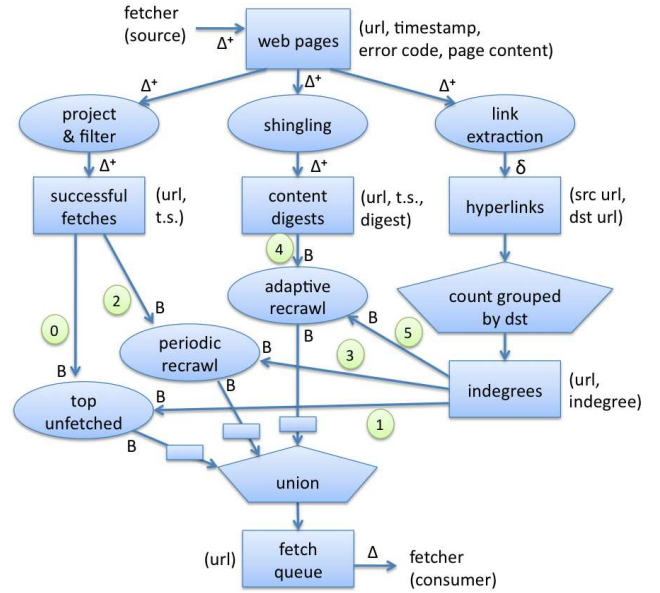 fetcher
(source)
Δ⁺
web pages
(url, timestamp,
error code, page content)
Δ⁺
Δ⁺
Δ⁺
project
& filter
shingling
link
extraction
Δ⁺
Δ⁺
δ
successful
fetches
(url,
t.s.)
content
digests
(url, t.s.,
digest)
hyperlinks
(src url,
dst url)
4
B
adaptive
recrawl
count grouped
by dst
2
B
0
B
5
periodic
recrawl
B
B
3
indegrees
(url,
indegree)
B
top
unfetched
B
B
1
B
union
(url)
fetch
queue
Δ
fetcher
(consumer)